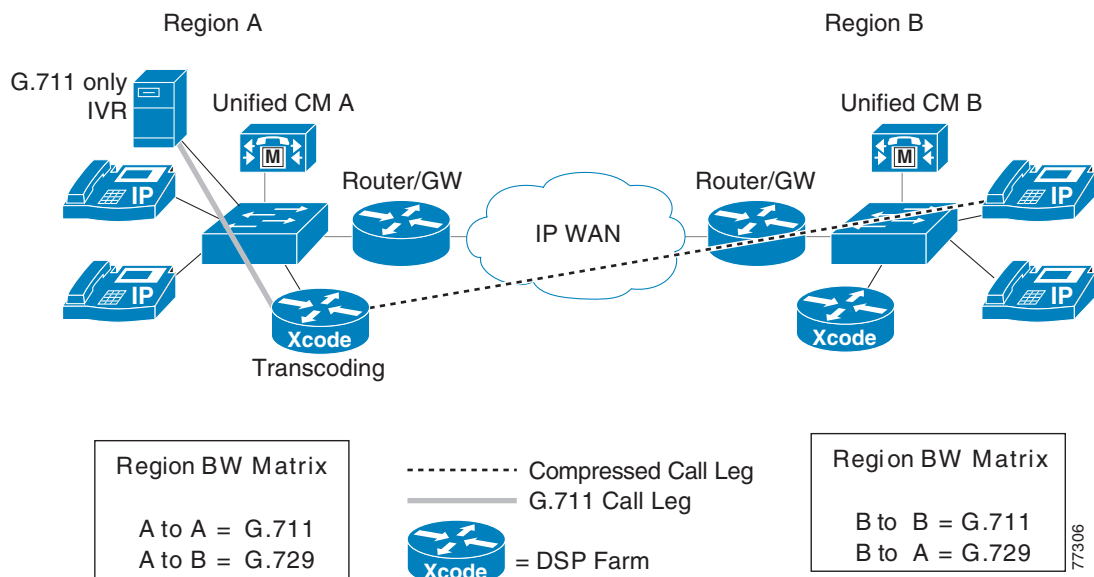 Region A
Region B
G.711 only
IVR
Unified CM A
Unified CM B
M
M
IP
Router/GW
Router/GW
IP
IP WAN
IP
IP
Xcode
Xcode
Transcoding
Region BW Matrix
A to A = G.711
A to B = G.729
Compressed Call Leg
G.711 Call Leg
Xcode
= DSP Farm
Region BW Matrix
B to B = G.711
B to A = G.729
77306